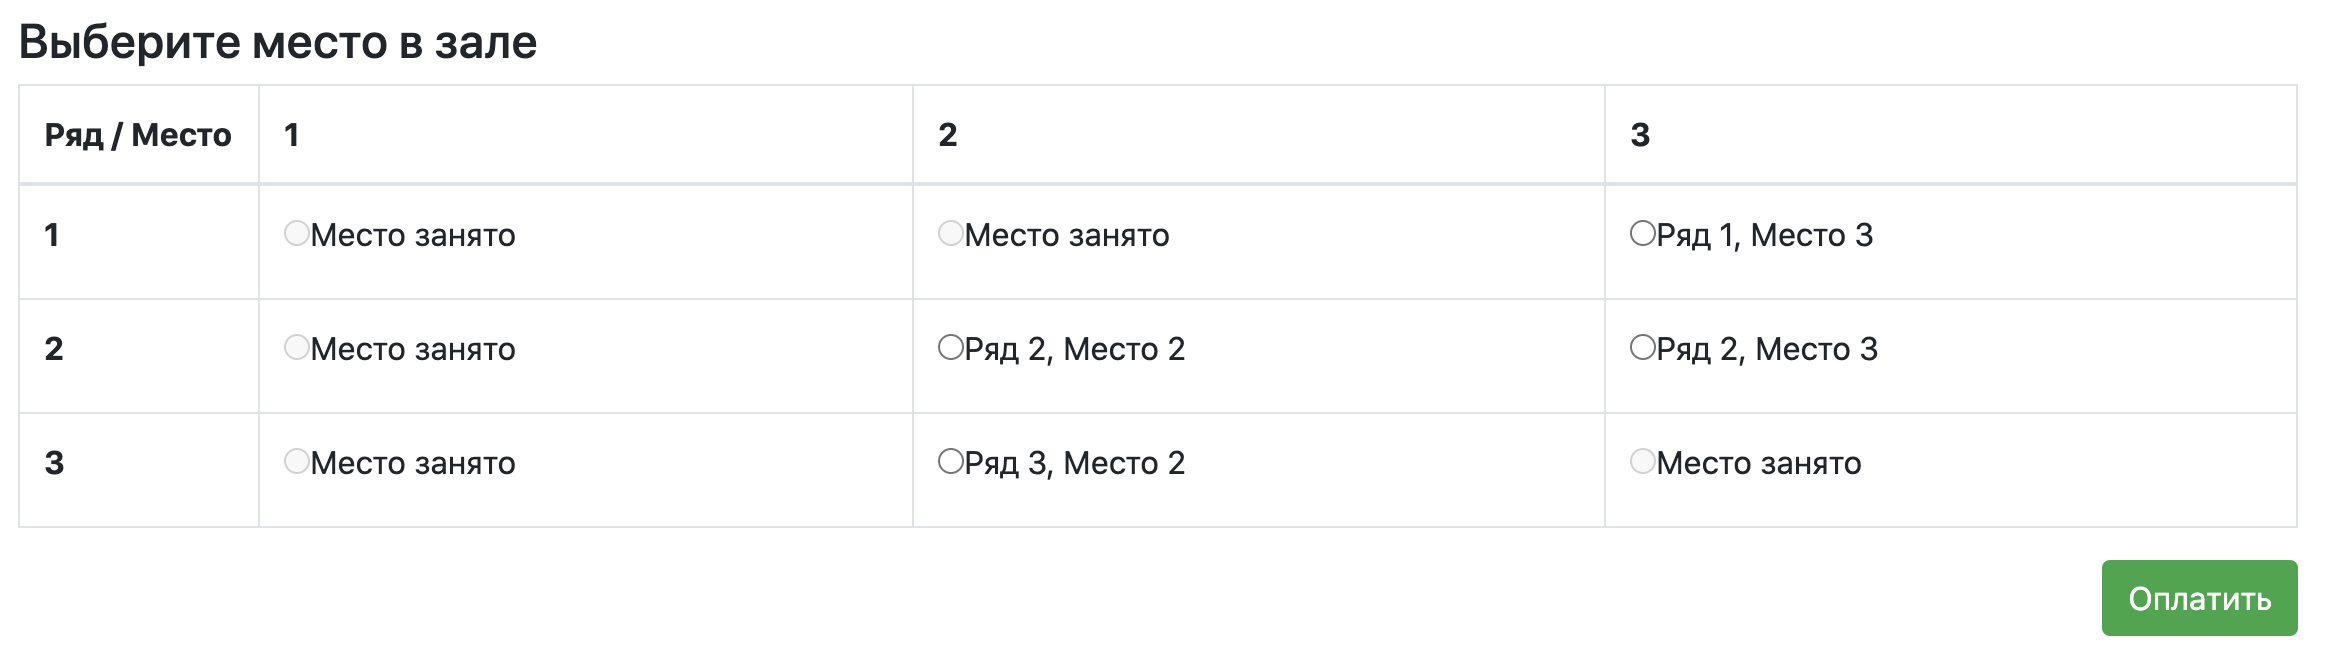 Выберите место в зале
Ряд / Место 1 2 3
1 Место занято Место занято Ряд 1, Место 3
2 Место занято Ряд 2, Место 2 Ряд 2, Место 3
3 Место занято Ряд 3, Место 2 Место занято
Оплатить